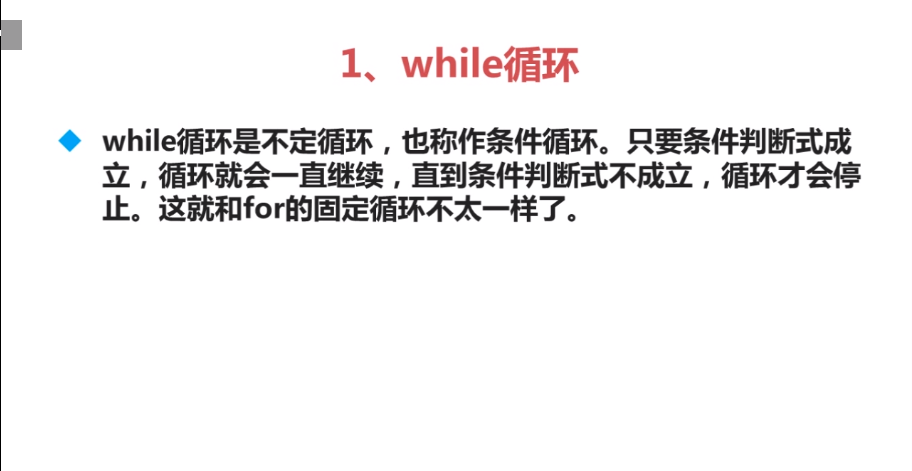 1、while循环
while循环是不定循环，也称作条件循环。只要条件判断式成
立，循环就会一直继续，直到条件判断式不成立，循环才会停
止。这就和for的固定循环不太一样了。